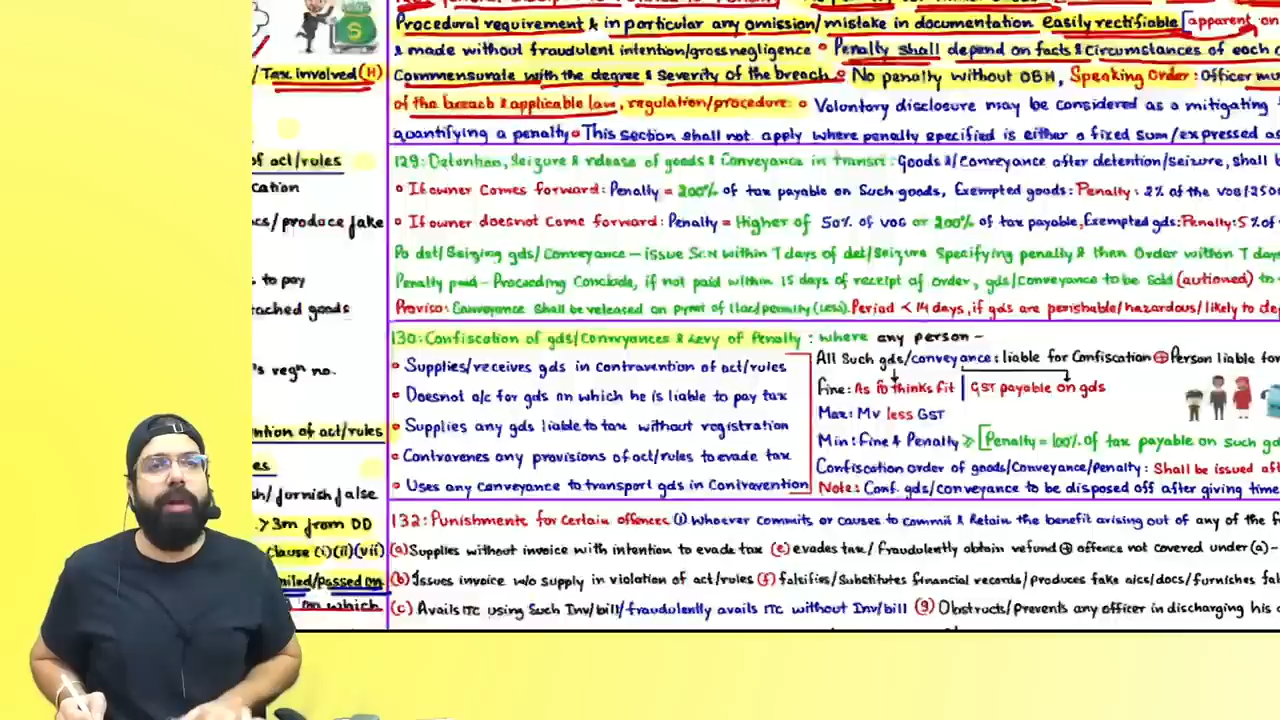 Procedural requirement & in particular any omission/mistake in documentation easily rectifiable [apparent on
& made without fraudulent intention/gross negligence • Penalty shall depend on facts & circumstances of each c
/Tax involved (H)
Commensurate with the degree & severity of the breach • No penalty without OBH, Speaking Order: Officer mu
of the breach & applicable law, regulation/procedure • Volontory disclosure may be considered as a mitigating
quantifying a penalty • This section shall not apply where penalty specified is either a fixed sum/expressed as
of act/rules
cation
cs/produce fake
to pay
tached goods
's regn no.
ntion of act/rules
es
sh/furnish false
>3m from DD
Clause (i)(ii)(vii)
ailed/passed on
on which
129: Detention, Seizure & release of goods & Conveyance in transit: Goods &/Conveyance after detention/seizure, shall b
• If owner Comes forward: Penalty = 200% of tax payable on Such goods, Exempted goods: Penalty: 2% of the VOG/250
• If owner doesnot Come forward: Penalty = Higher of 50% of VOG or 200% of tax payable, Exempted gds: Penalty: 5% of
Po det/Seizing gds/Conveyance – issue SCN within 7 days of det/Seizure Specifying penalty & then Order within 7 day
Penalty paid – Proceeding Conclude, if not paid within 15 days of receipt of order, gds/Conveyance to be Sold (autioned) to
Proviso: Conveyance shall be released on pymt of 1lac/penalty (less). Period < 14 days, if gds are perishable/hazardous/likely to de
130: Confiscation of gds/Conveyances & Levy of Penalty : where any person –
• Supplies/receives gds in contravention of act/rules
• Doesnot a/c for gds on which he is liable to pay tax
• Supplies any gds liable to tax without registration
• Contravenes any provisions of act/rules to evade tax
• Uses any Conveyance to transport gds in Contravention
All Such gds/conveyance: liable for Confiscation ⊕ Person liable for
Fine: As Po thinks fit | GST payable on gds
Max: MV less GST
Min: Fine & Penalty ≥ [Penalty = 100% of tax payable on such go
Confiscation order of goods/Conveyance/Penalty: Shall be issued aft
Note: Conf. gds/conveyance to be disposed off after giving time
132: Punishments for Certain offences (1) Whoever commits or causes to commit & Retain the benefit arising out of any of the f
(a) Supplies without invoice with intention to evade tax (e) evades tax/ fraudulently obtain refund ⊕ offence not covered under (a) –
(b) Issues invoice w/o supply in violation of act/rules (f) falsifies/Substitutes financial records/Produces fake a/cs/docs/furnishes fal
(c) Avails ITC using Such Inv/bill/fraudulently avails ITC without Inv/bill (g) Obstructs/Prevents any officer in discharging his